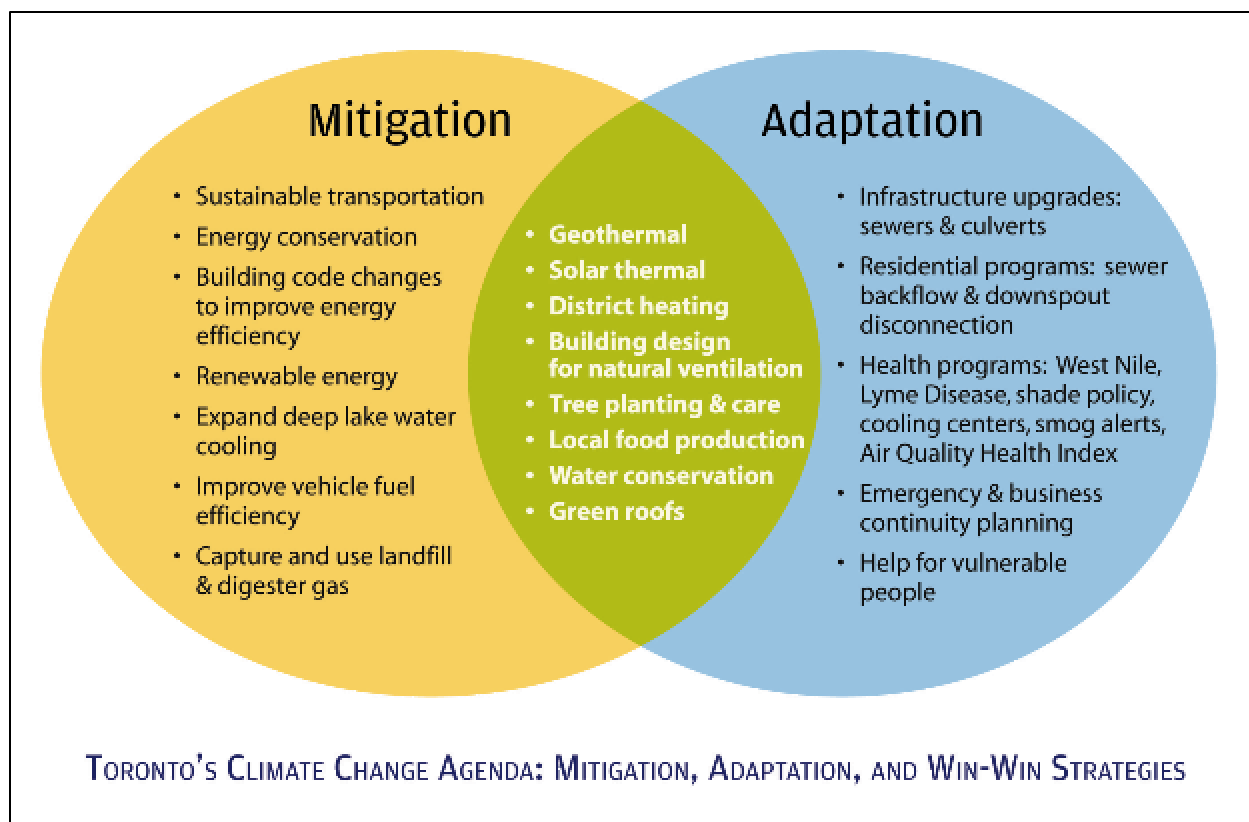 Mitigation
• Sustainable transportation
• Energy conservation
• Building code changes
to improve energy
efficiency
• Renewable energy
• Expand deep lake water
cooling
• Improve vehicle fuel
efficiency
• Capture and use landfill
& digester gas
• Geothermal
• Solar thermal
• District heating
• Building design
for natural ventilation
• Tree planting & care
• Local food production
• Water conservation
• Green roofs
Adaptation
• Infrastructure upgrades:
sewers & culverts
• Residential programs: sewer
backflow & downspout
disconnection
• Health programs: West Nile,
Lyme Disease, shade policy,
cooling centers, smog alerts,
Air Quality Health Index
• Emergency & business
continuity planning
• Help for vulnerable
people
Toronto's Climate Change Agenda: Mitigation, Adaptation, and Win-Win Strategies